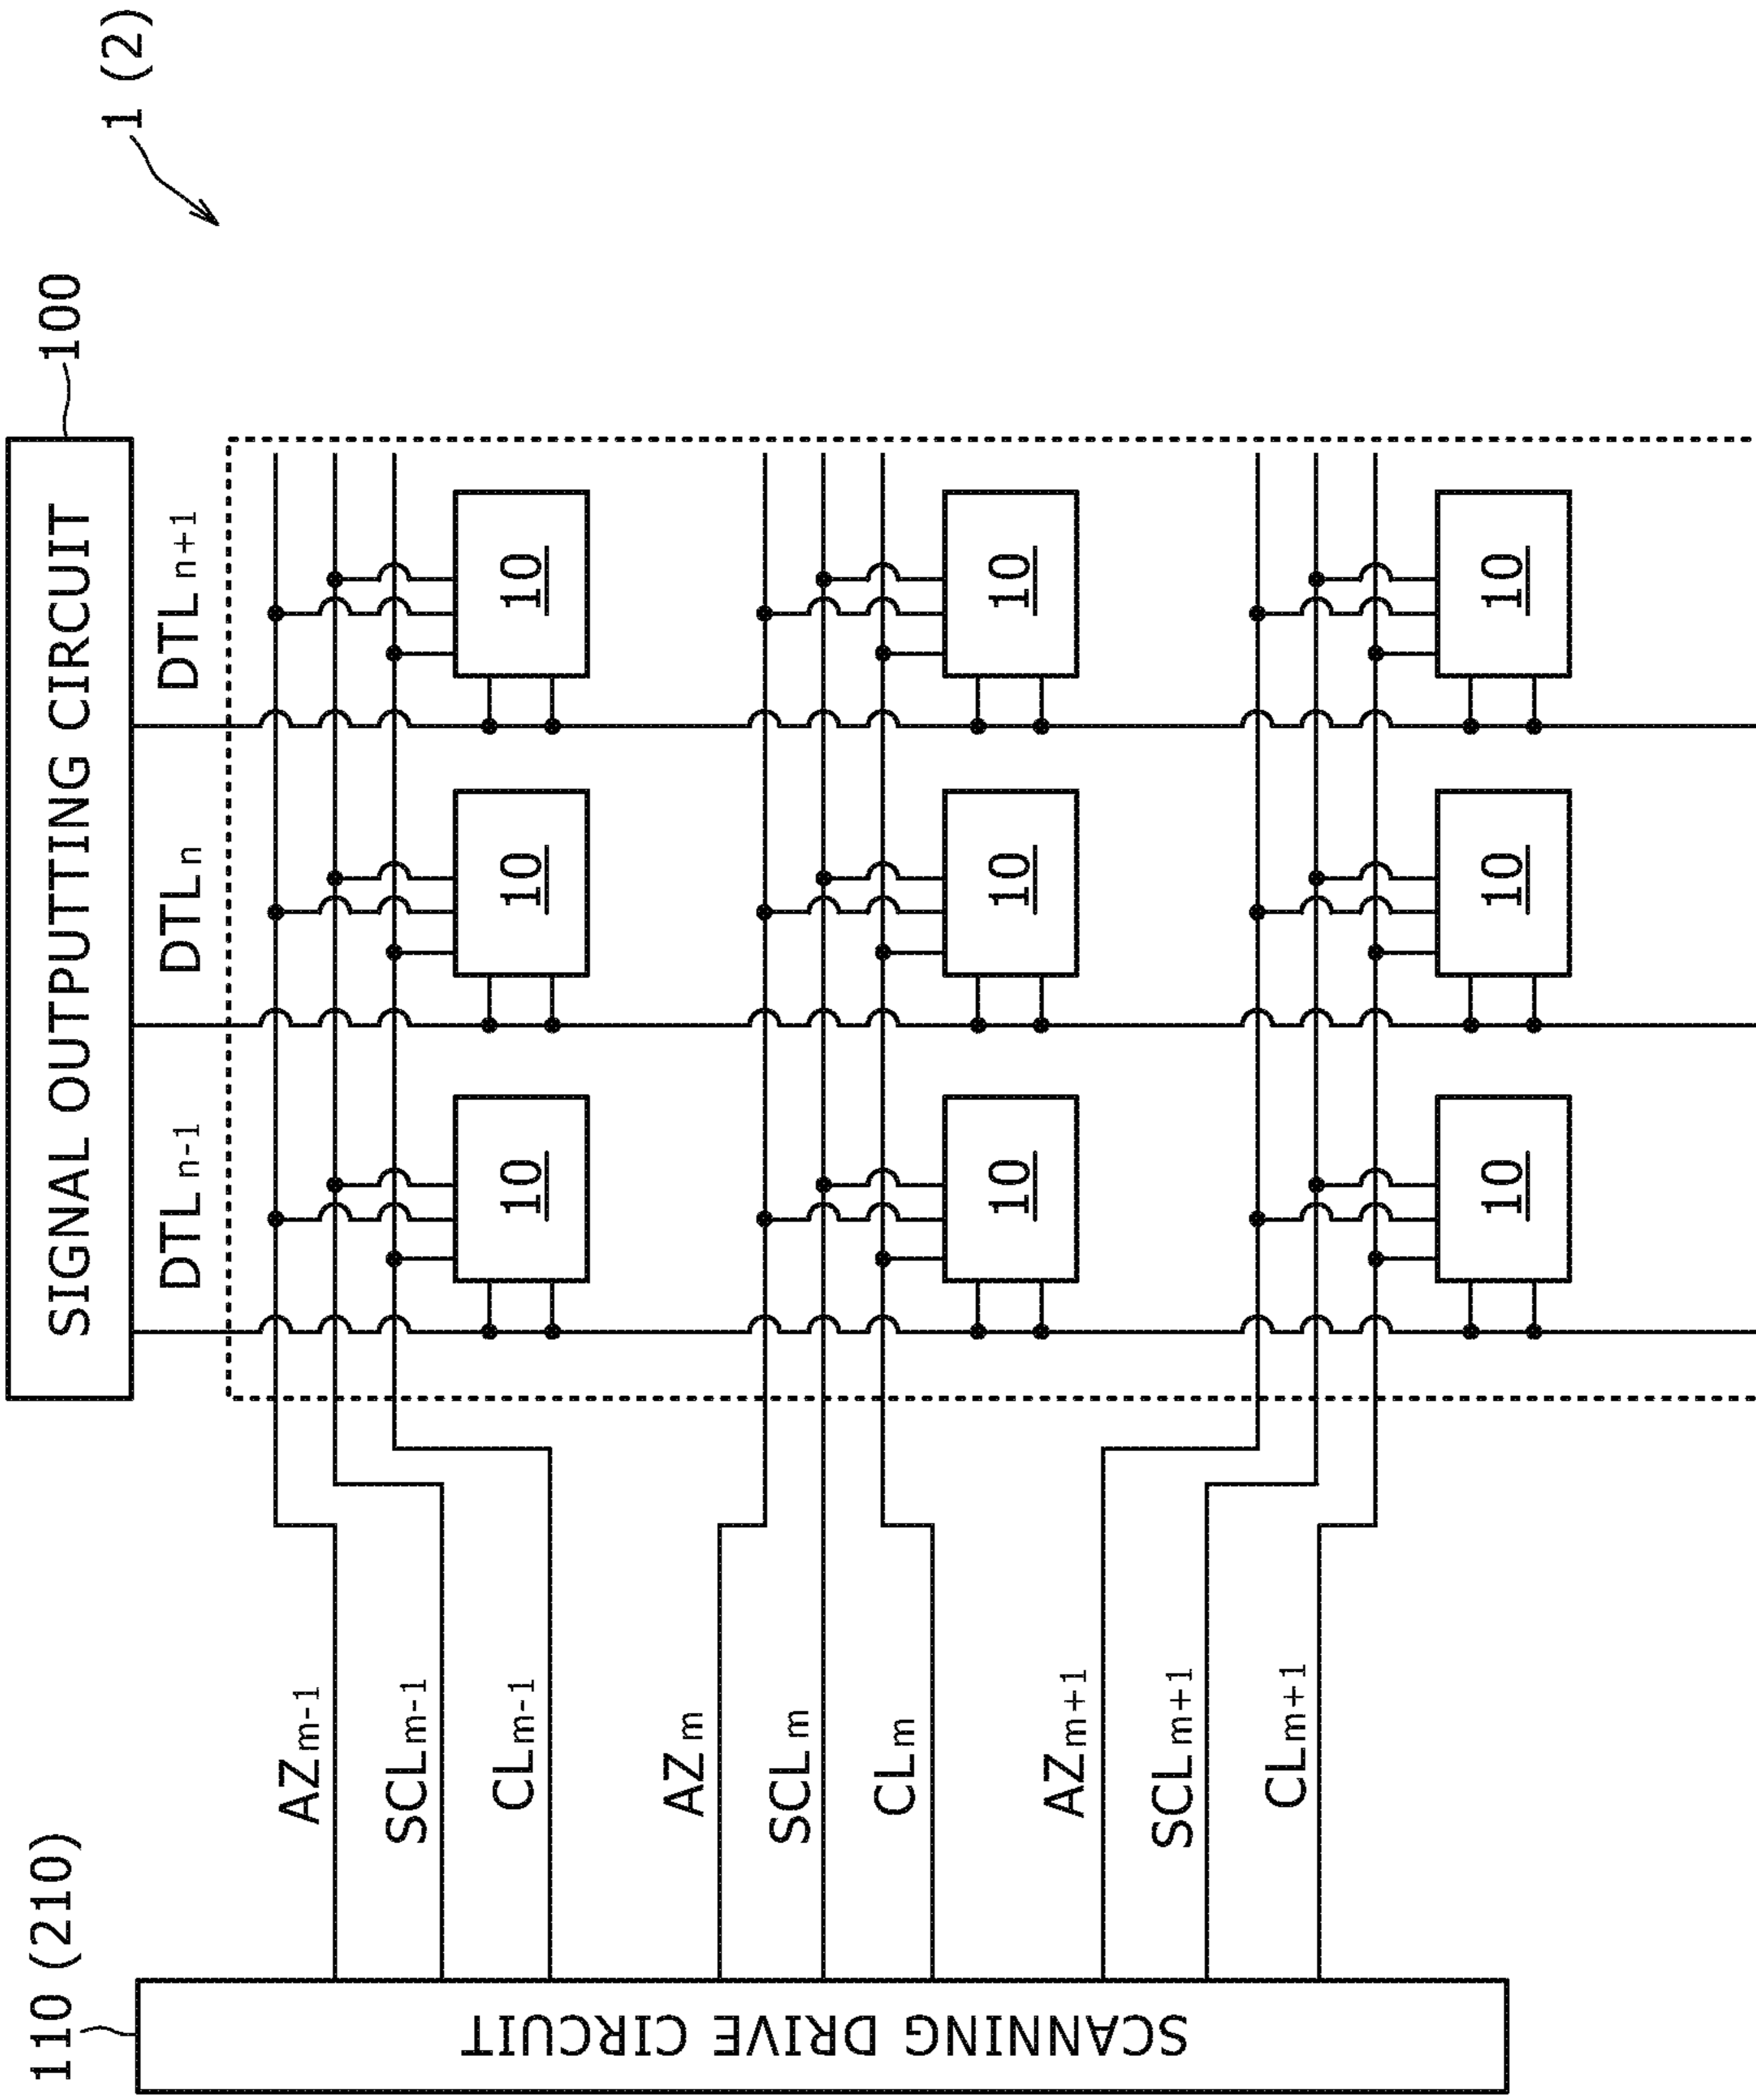 1 (2)
100
SIGNAL OUTPUTTING CIRCUIT
DTLn-1
DTLn
DTLn+1
110 (210)
SCANNING DRIVE CIRCUIT
AZm-1
SCLm-1
CLm-1
10
10
10
AZm
SCLm
CLm
10
10
10
AZm+1
SCLm+1
CLm+1
10
10
10